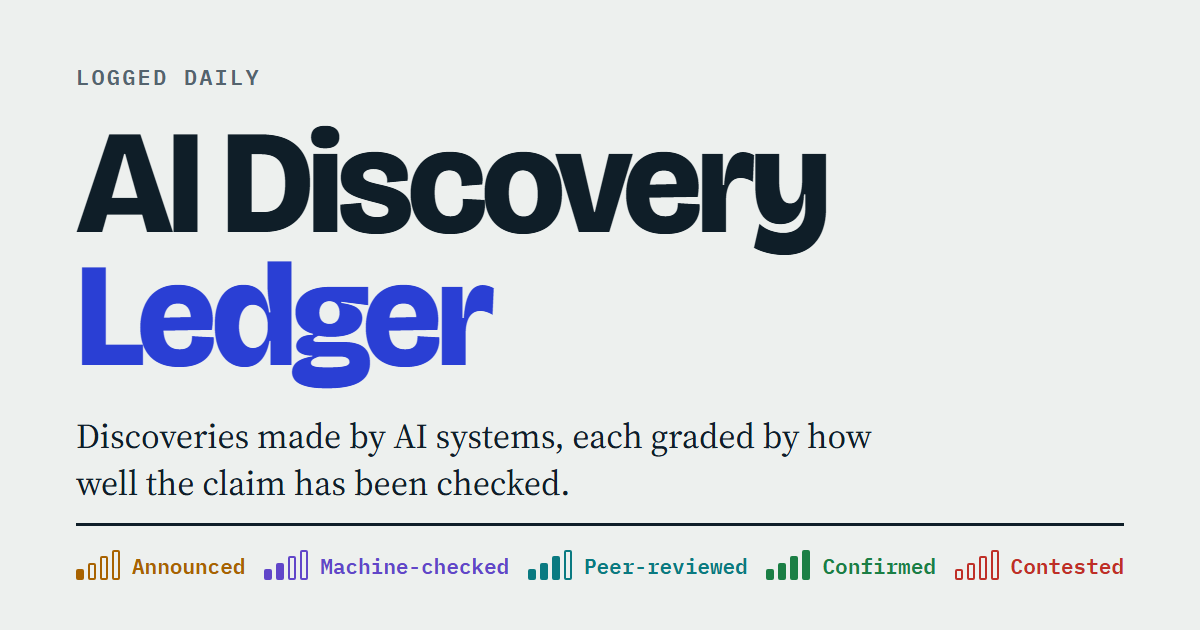 LOGGED DAILY
AI Discovery
Ledger
Discoveries made by AI systems, each graded by how
well the claim has been checked.
Announced Machine-checked Peer-reviewed Confirmed Contested